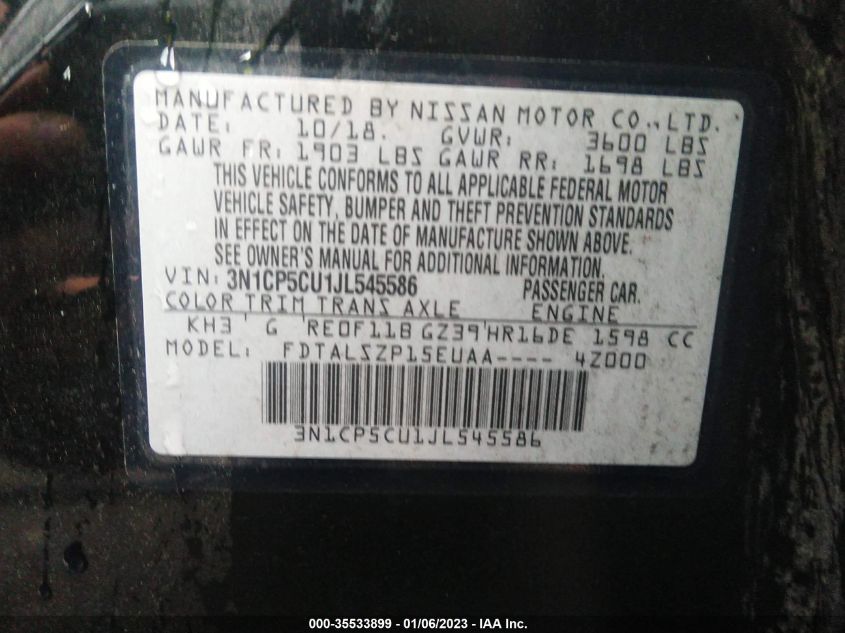 MANUFACTURED BY NISSAN MOTOR CO., LTD.
DATE: 10/18. GVWR: 3600 LBS
GAWR FR: 1903 LBS GAWR RR: 1698 LBS
THIS VEHICLE CONFORMS TO ALL APPLICABLE FEDERAL MOTOR
VEHICLE SAFETY, BUMPER AND THEFT PREVENTION STANDARDS
IN EFFECT ON THE DATE OF MANUFACTURE SHOWN ABOVE.
SEE OWNER'S MANUAL FOR ADDITIONAL INFORMATION.
VIN: 3N1CP5CU1JL545586 PASSENGER CAR.
COLOR TRIM TRANS AXLE ENGINE
KH3 G RE0F11B GZ39 HR16DE 1598 CC
MODEL: FDTALSZP15EUAA---- 4Z000
3N1CP5CU1JL545586
000-35533899 - 01/06/2023 - IAA Inc.